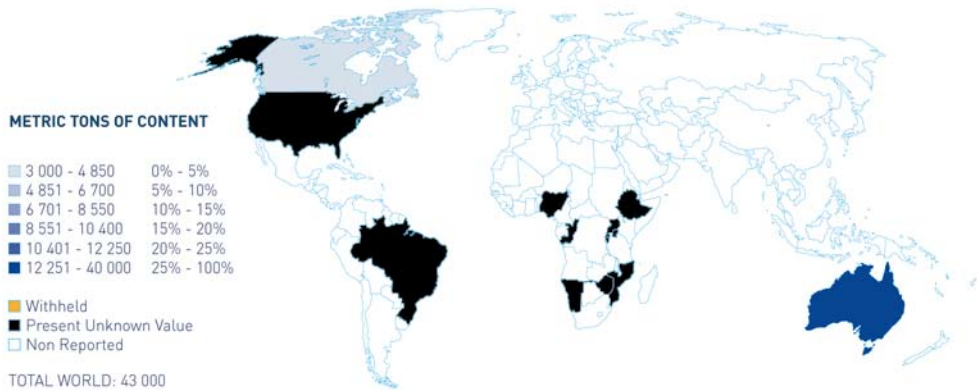 METRIC TONS OF CONTENT
3 000 - 4 850 0% - 5%
4 851 - 6 700 5% - 10%
6 701 - 8 550 10% - 15%
8 551 - 10 400 15% - 20%
10 401 - 12 250 20% - 25%
12 251 - 40 000 25% - 100%
Withheld
Present Unknown Value
Non Reported
TOTAL WORLD: 43 000